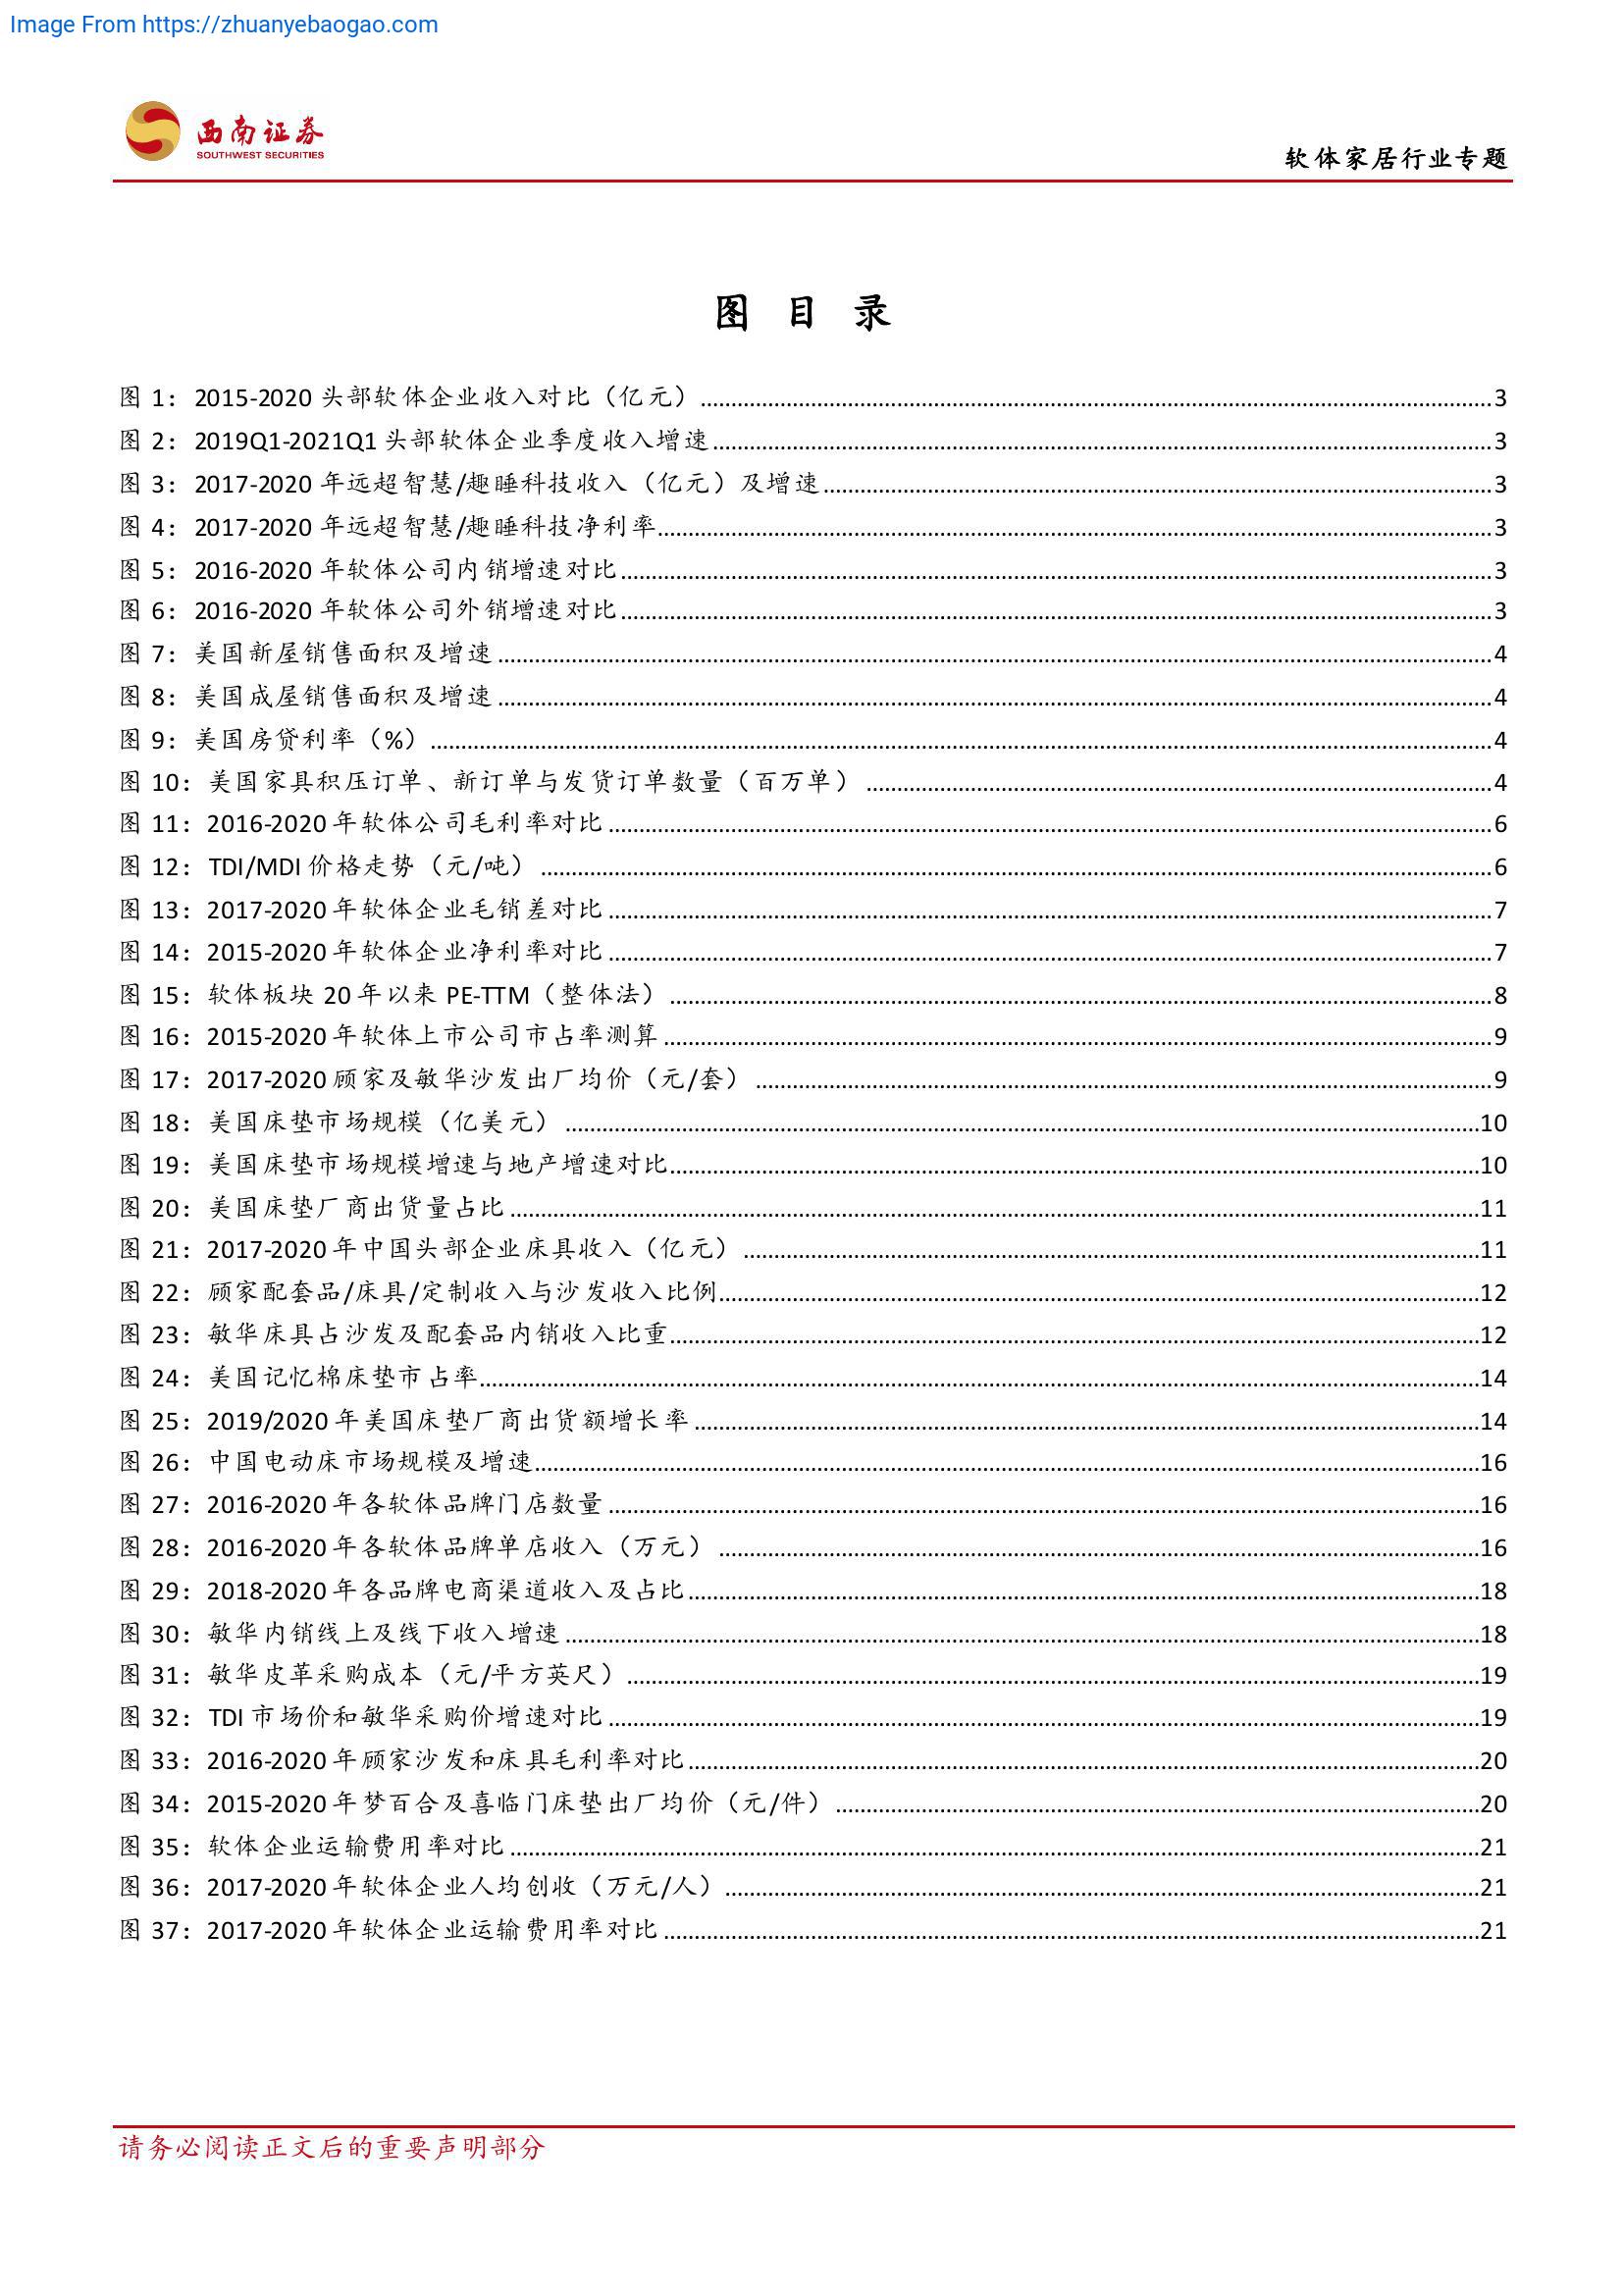 Image From https://zhuanyebaogao.com
西南证券
SOUTHWEST SECURITIES
软体家居行业专题
图 目 录
图 1：2015-2020 头部软体企业收入对比（亿元）........3
图 2：2019Q1-2021Q1 头部软体企业季度收入增速........3
图 3：2017-2020 年远超智慧/趣睡科技收入（亿元）及增速........3
图 4：2017-2020 年远超智慧/趣睡科技净利率........3
图 5：2016-2020 年软体公司内销增速对比........3
图 6：2016-2020 年软体公司外销增速对比........3
图 7：美国新屋销售面积及增速........4
图 8：美国成屋销售面积及增速........4
图 9：美国房贷利率（%）........4
图 10：美国家具积压订单、新订单与发货订单数量（百万单）........4
图 11：2016-2020 年软体公司毛利率对比........6
图 12：TDI/MDI 价格走势（元/吨）........6
图 13：2017-2020 年软体企业毛销差对比........7
图 14：2015-2020 年软体企业净利率对比........7
图 15：软体板块 20 年以来 PE-TTM（整体法）........8
图 16：2015-2020 年软体上市公司市占率测算........9
图 17：2017-2020 顾家及敏华沙发出厂均价（元/套）........9
图 18：美国床垫市场规模（亿美元）........10
图 19：美国床垫市场规模增速与地产增速对比........10
图 20：美国床垫厂商出货量占比........11
图 21：2017-2020 年中国头部企业床具收入（亿元）........11
图 22：顾家配套品/床具/定制收入与沙发收入比例........12
图 23：敏华床具占沙发及配套品内销收入比重........12
图 24：美国记忆棉床垫市占率........14
图 25：2019/2020 年美国床垫厂商出货额增长率........14
图 26：中国电动床市场规模及增速........16
图 27：2016-2020 年各软体品牌门店数量........16
图 28：2016-2020 年各软体品牌单店收入（万元）........16
图 29：2018-2020 年各品牌电商渠道收入及占比........18
图 30：敏华内销线上及线下收入增速........18
图 31：敏华皮革采购成本（元/平方英尺）........19
图 32：TDI 市场价和敏华采购价增速对比........19
图 33：2016-2020 年顾家沙发和床具毛利率对比........20
图 34：2015-2020 年梦百合及喜临门床垫出厂均价（元/件）........20
图 35：软体企业运输费用率对比........21
图 36：2017-2020 年软体企业人均创收（万元/人）........21
图 37：2017-2020 年软体企业运输费用率对比........21
请务必阅读正文后的重要声明部分